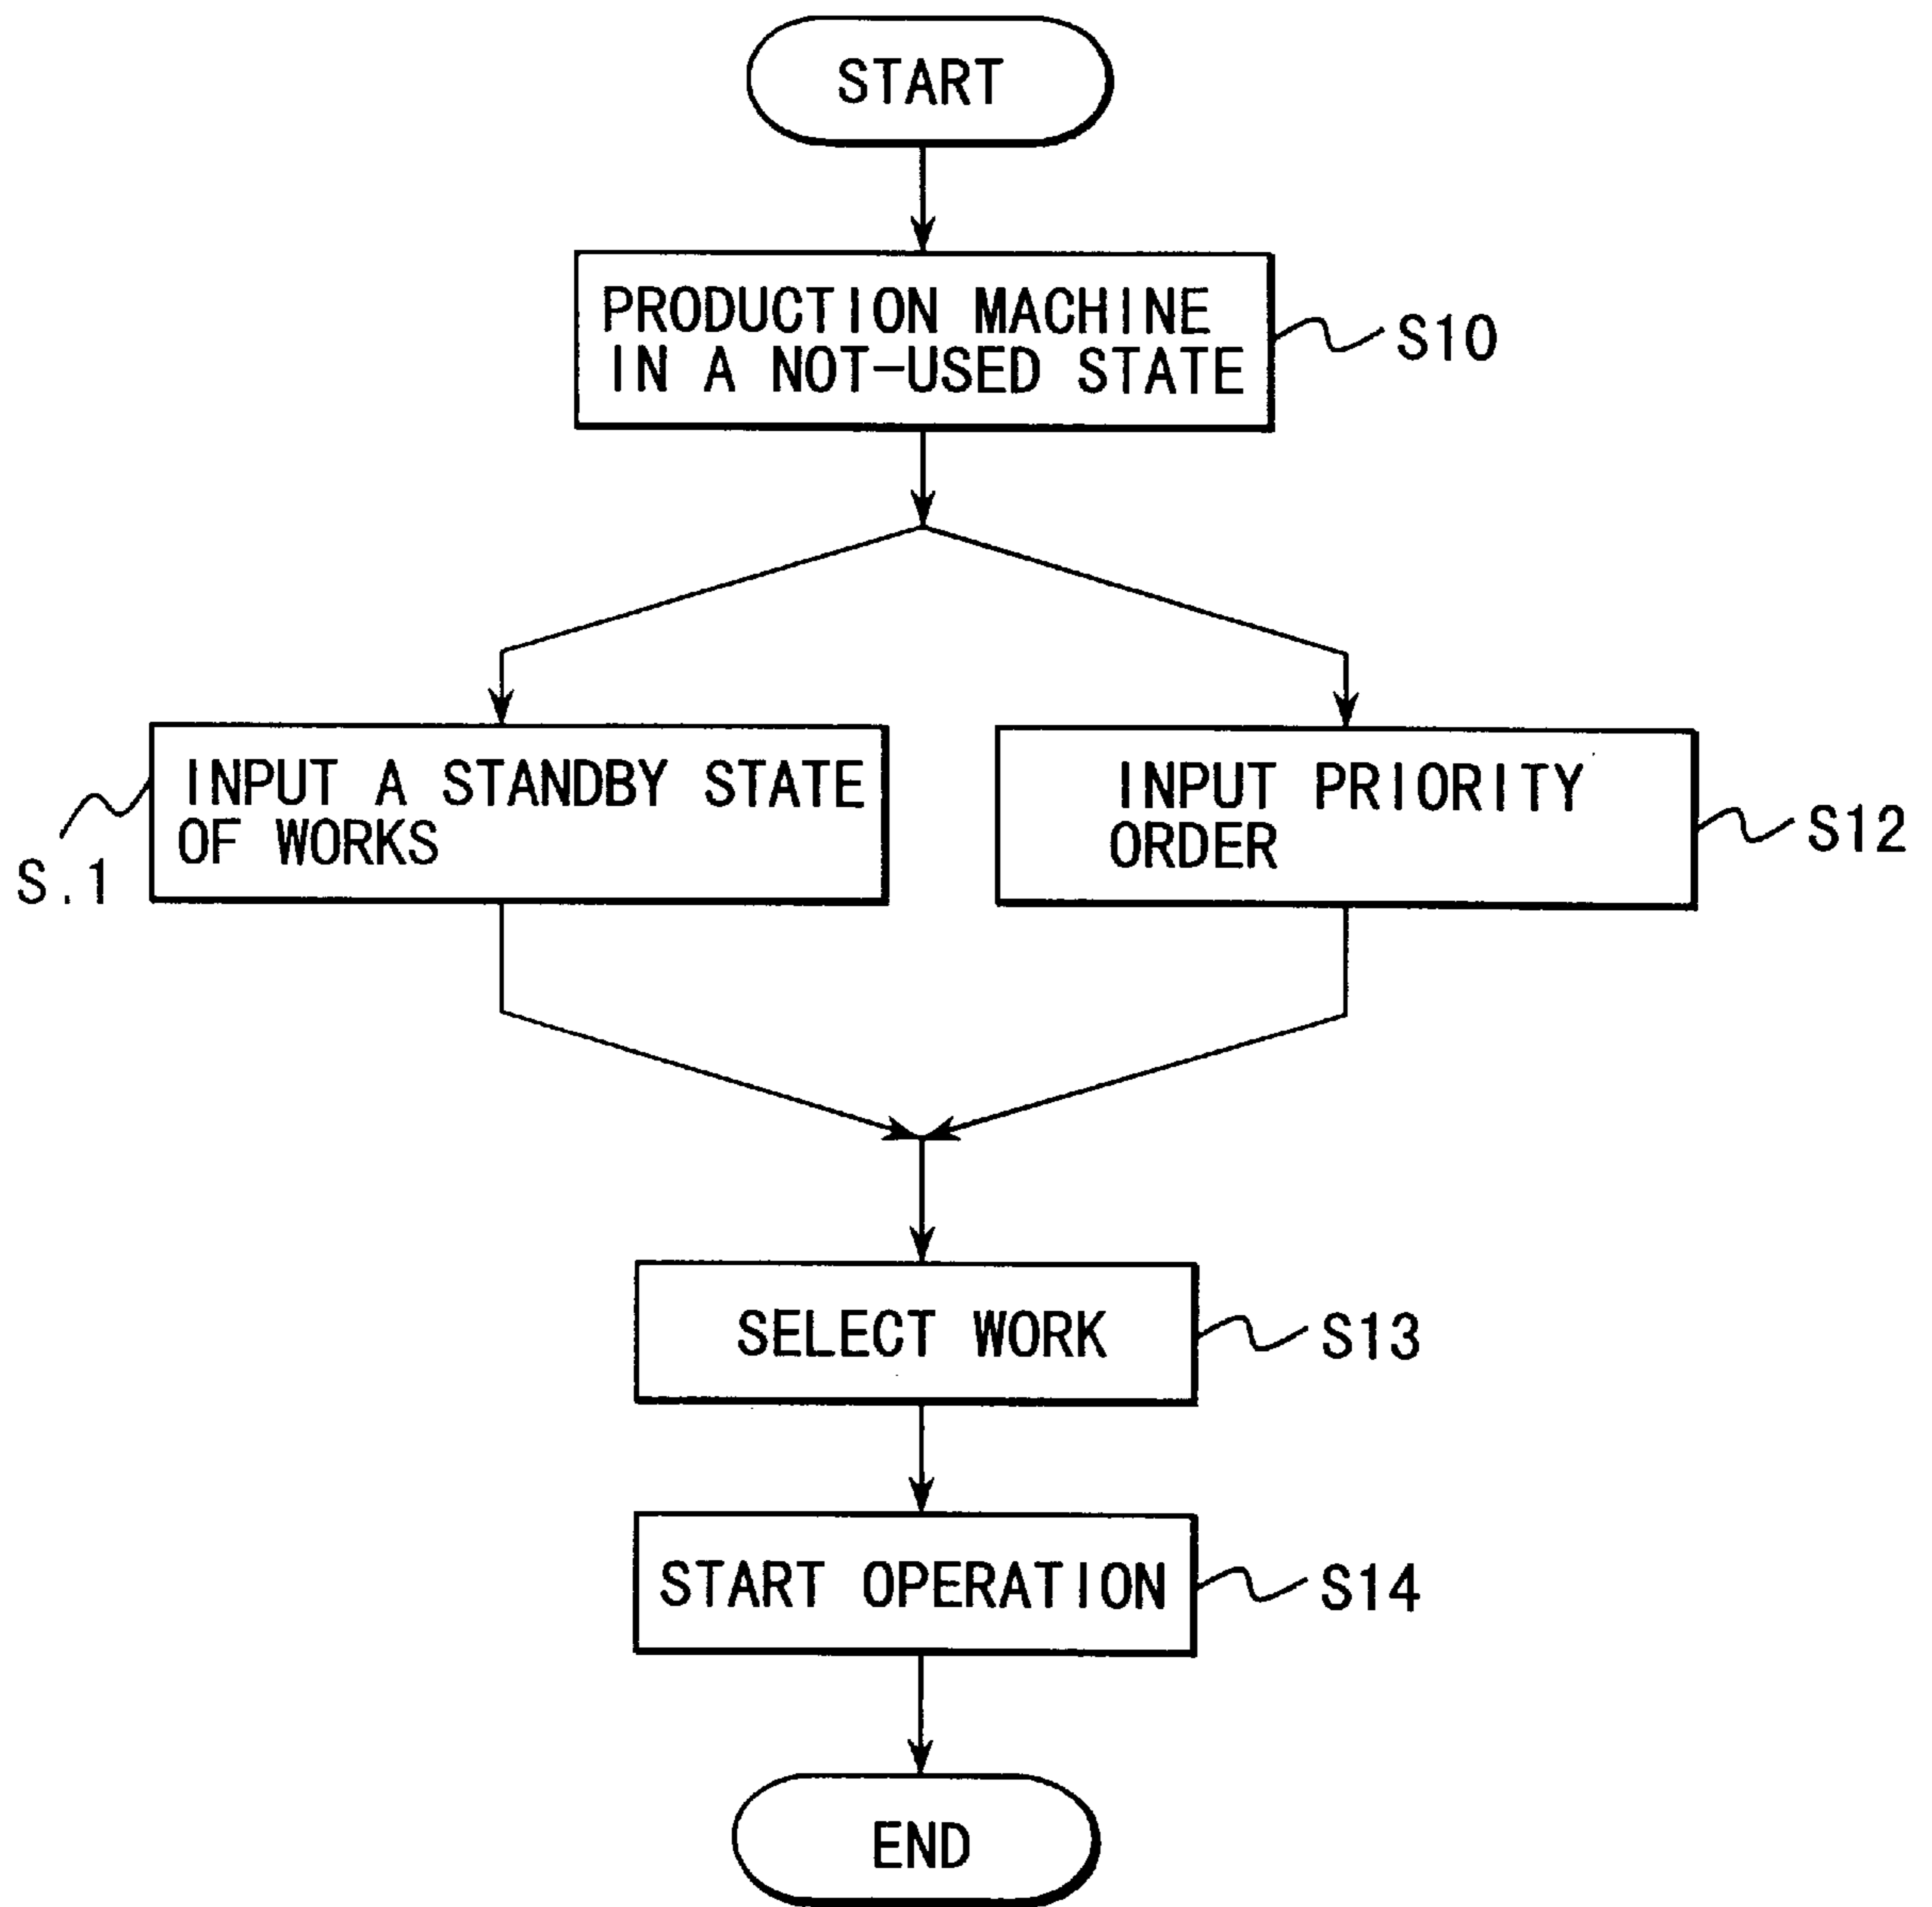 START
PRODUCTION MACHINE
IN A NOT-USED STATE
S10
INPUT A STANDBY STATE
OF WORKS
S.1
INPUT PRIORITY
ORDER
S12
SELECT WORK
S13
START OPERATION
S14
END